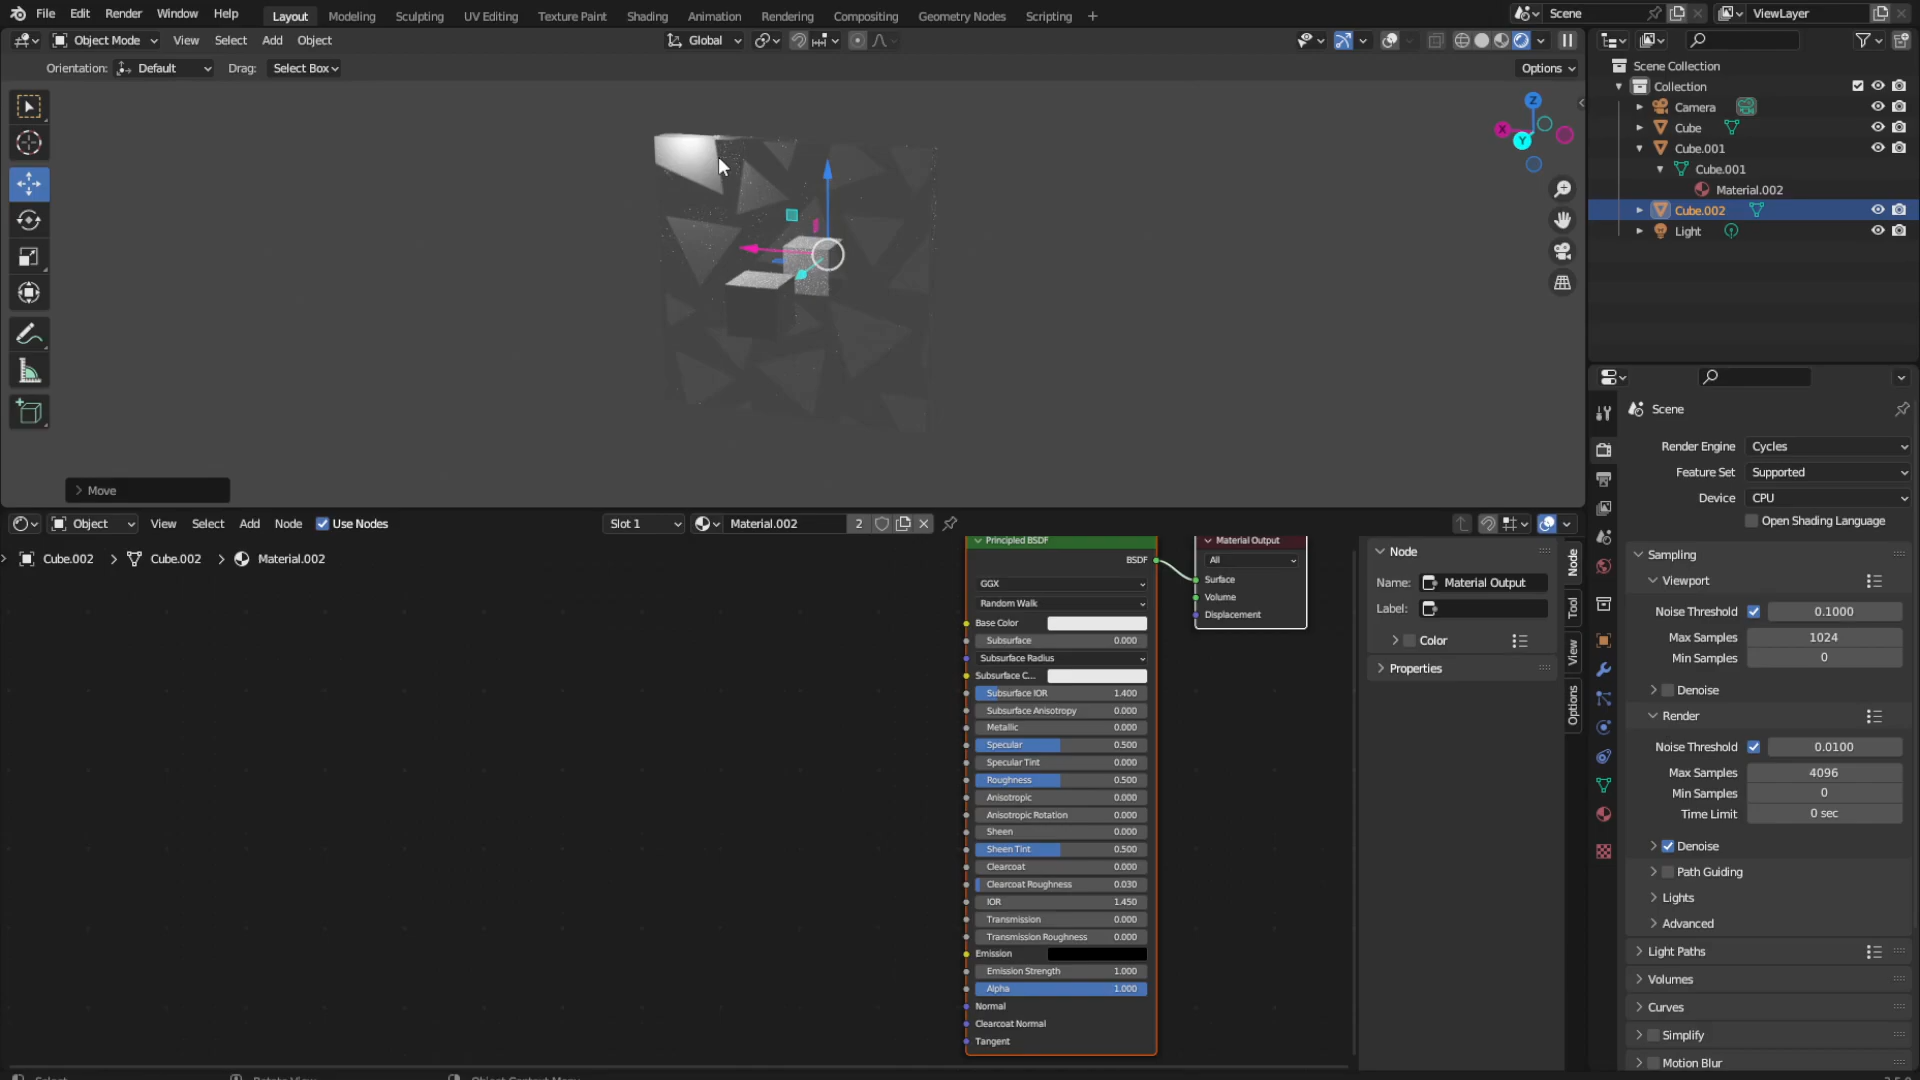 File Edit Render Window Help Layout Modeling Sculpting UV Editing Texture Paint Shading Animation Rendering Compositing Geometry Nodes Scripting + Scene ViewLayer
Object Mode View Select Add Object Global
Orientation: Default Drag: Select Box Options
Scene Collection
Collection
Camera
Cube
Cube.001
Cube.001
Material.002
Cube.002
Light
Z
X
Y
Move
Object View Select Add Node Use Nodes Slot 1 Material.002 2
Cube.002 > Cube.002 > Material.002
Principled BSDF
BSDF
GGX
Random Walk
Base Color
Subsurface 0.000
Subsurface Radius
Subsurface C...
Subsurface IOR 1.400
Subsurface Anisotropy 0.000
Metallic 0.000
Specular 0.500
Specular Tint 0.000
Roughness 0.500
Anisotropic 0.000
Anisotropic Rotation 0.000
Sheen 0.000
Sheen Tint 0.500
Clearcoat 0.000
Clearcoat Roughness 0.030
IOR 1.450
Transmission 0.000
Transmission Roughness 0.000
Emission
Emission Strength 1.000
Alpha 1.000
Normal
Clearcoat Normal
Tangent
Material Output
All
Surface
Volume
Displacement
Node
Name: Material Output
Label:
Color
Properties
Node
Tool
View
Options
Scene
Render Engine Cycles
Feature Set Supported
Device CPU
Open Shading Language
Sampling
Viewport
Noise Threshold 0.1000
Max Samples 1024
Min Samples 0
Denoise
Render
Noise Threshold 0.0100
Max Samples 4096
Min Samples 0
Time Limit 0 sec
Denoise
Path Guiding
Lights
Advanced
Light Paths
Volumes
Curves
Simplify
Motion Blur